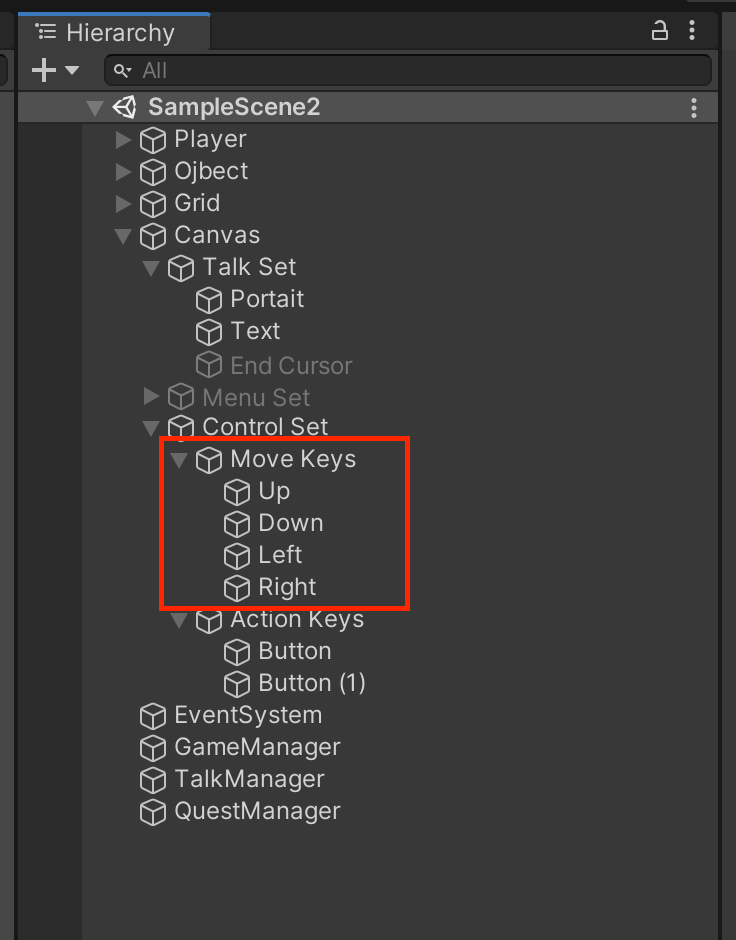 Hierarchy
All
SampleScene2
Player
Ojbect
Grid
Canvas
Talk Set
Portait
Text
End Cursor
Menu Set
Control Set
Move Keys
Up
Down
Left
Right
Action Keys
Button
Button (1)
EventSystem
GameManager
TalkManager
QuestManager